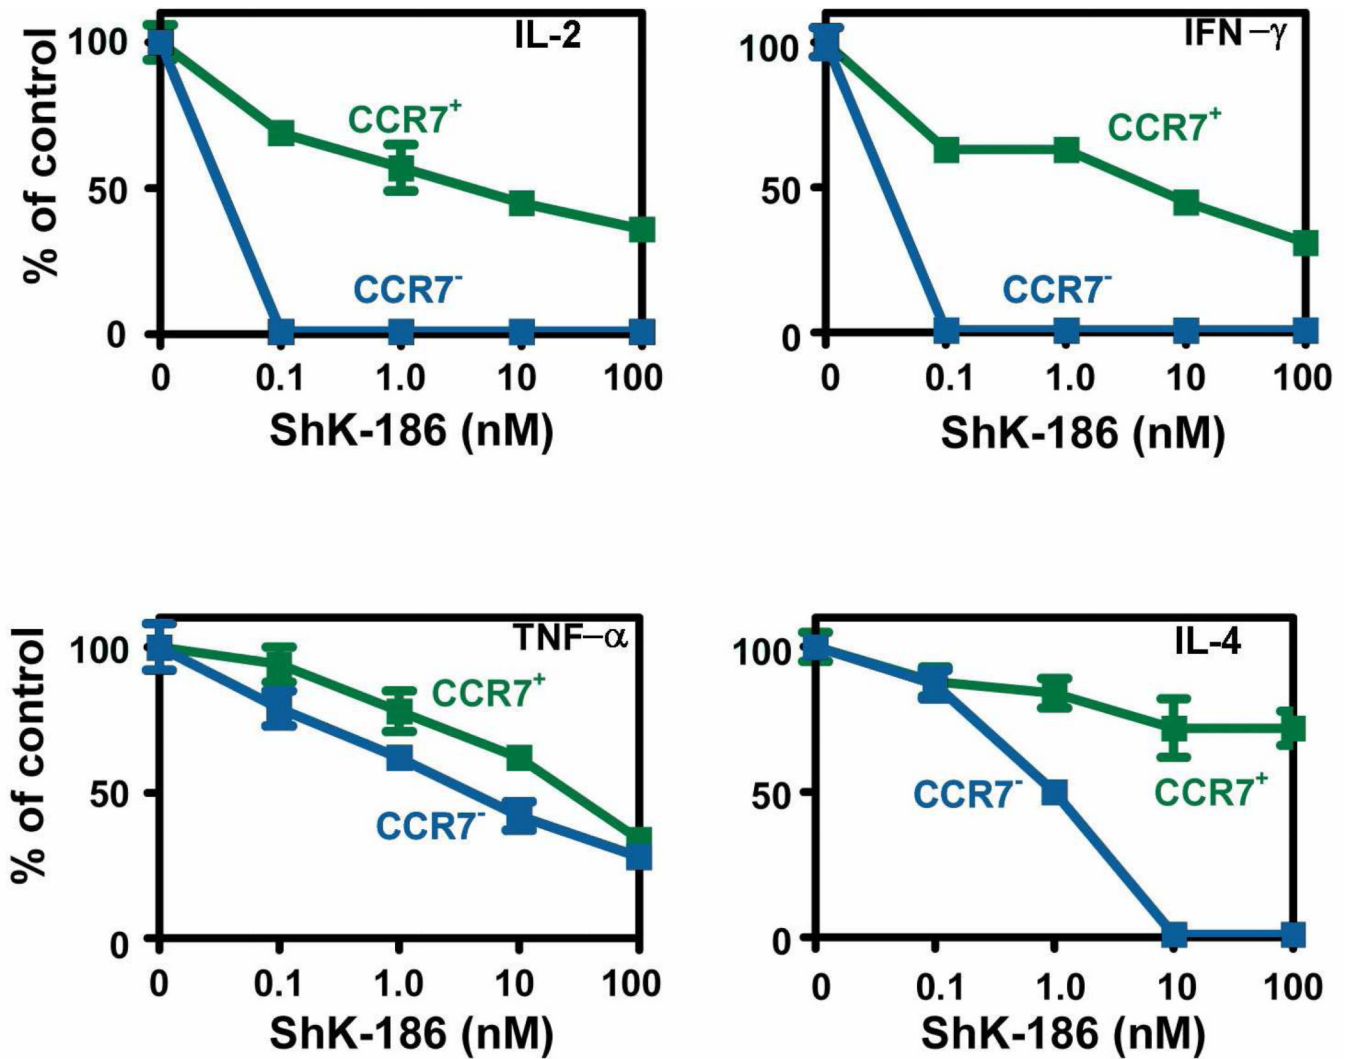 IL-2
100
50
0
% of control
CCR7+
CCR7-
0 0.1 1.0 10 100
ShK-186 (nM)
IFN-γ
100
50
0
CCR7+
CCR7-
0 0.1 1.0 10 100
ShK-186 (nM)
TNF-α
100
50
0
% of control
CCR7+
CCR7-
0 0.1 1.0 10 100
ShK-186 (nM)
IL-4
100
50
0
CCR7-
CCR7+
0 0.1 1.0 10 100
ShK-186 (nM)